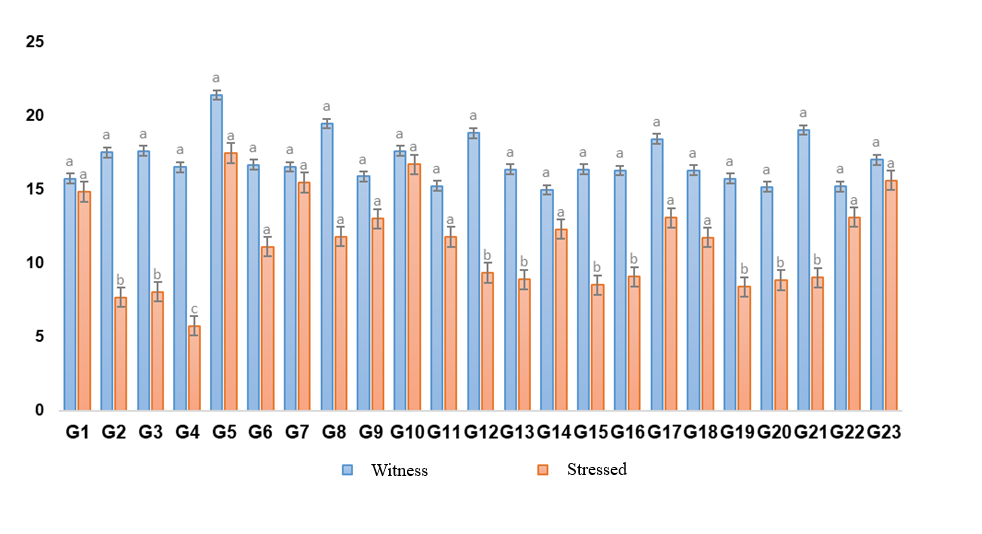 25
20
15
10
5
0
a a a b a b a c a a a a a a a a a a a a a a a b a b a a a b a b a a a a a b a b a b a a a a
G1 G2 G3 G4 G5 G6 G7 G8 G9 G10 G11 G12 G13 G14 G15 G16 G17 G18 G19 G20 G21 G22 G23
Witness Stressed